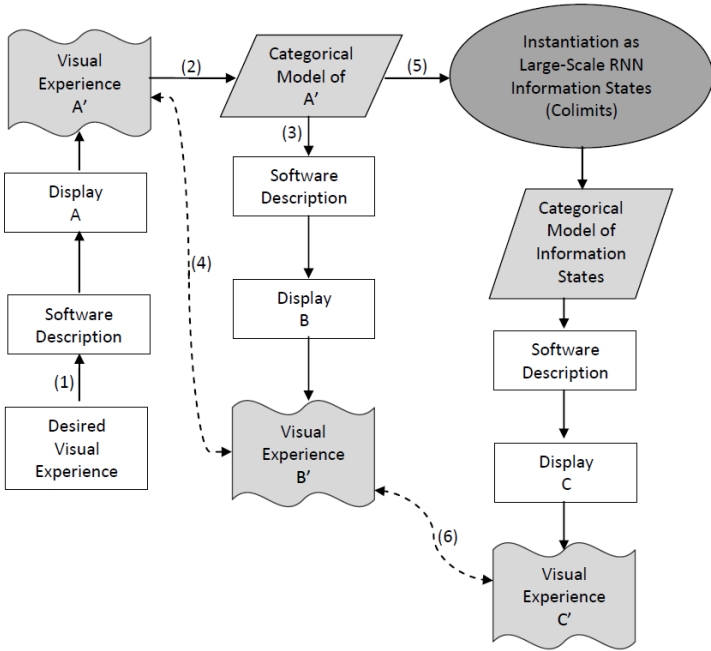 Visual
Experience
A’
(2)
Categorical
Model of
A’
(5)
Instantiation as
Large-Scale RNN
Information States
(Colimits)
(3)
Display
A
Software
Description
Categorical
Model of
Information
States
(4)
Software
Description
Display
B
Software
Description
(1)
Desired
Visual
Experience
Visual
Experience
B’
Display
C
(6)
Visual
Experience
C’